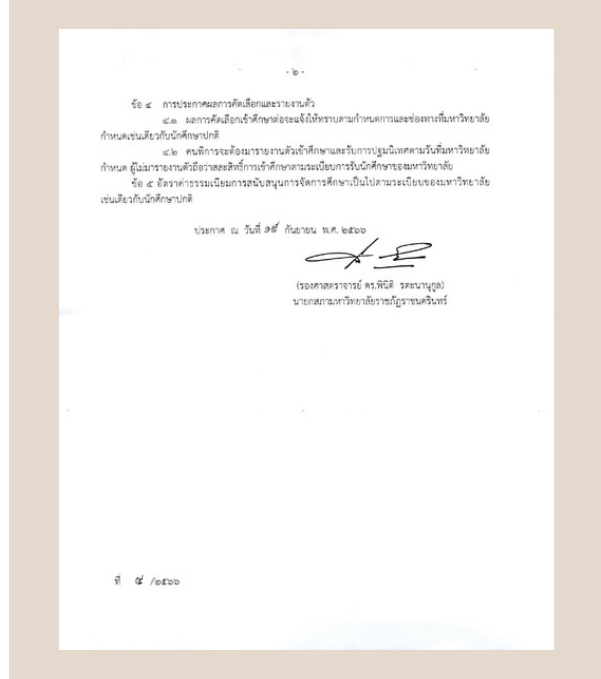 - ๒ -
ข้อ ๔ การประกาศผลการคัดเลือกและรายงานตัว
๔.๑ ผลการคัดเลือกเข้าศึกษาต่อจะแจ้งให้ทราบตามกำหนดการและช่องทางที่มหาวิทยาลัย
กำหนดเช่นเดียวกับนักศึกษาปกติ
๔.๒ คนพิการจะต้องมารายงานตัวเข้าศึกษาและรับการปฐมนิเทศตามวันที่มหาวิทยาลัย
กำหนด ผู้ไม่มารายงานตัวถือว่าสละสิทธิ์การเข้าศึกษาตามระเบียบการรับนักศึกษาของมหาวิทยาลัย
ข้อ ๕ อัตราค่าธรรมเนียมการสนับสนุนการจัดการศึกษาเป็นไปตามระเบียบของมหาวิทยาลัย
เช่นเดียวกับนักศึกษาปกติ
ประกาศ ณ วันที่ ๑๙ กันยายน พ.ศ. ๒๕๖๖
(รองศาสตราจารย์ ดร.พินิติ รตะนานุกูล)
นายกสภามหาวิทยาลัยราชภัฏราชนครินทร์
ที่ ๔ /๒๕๖๖